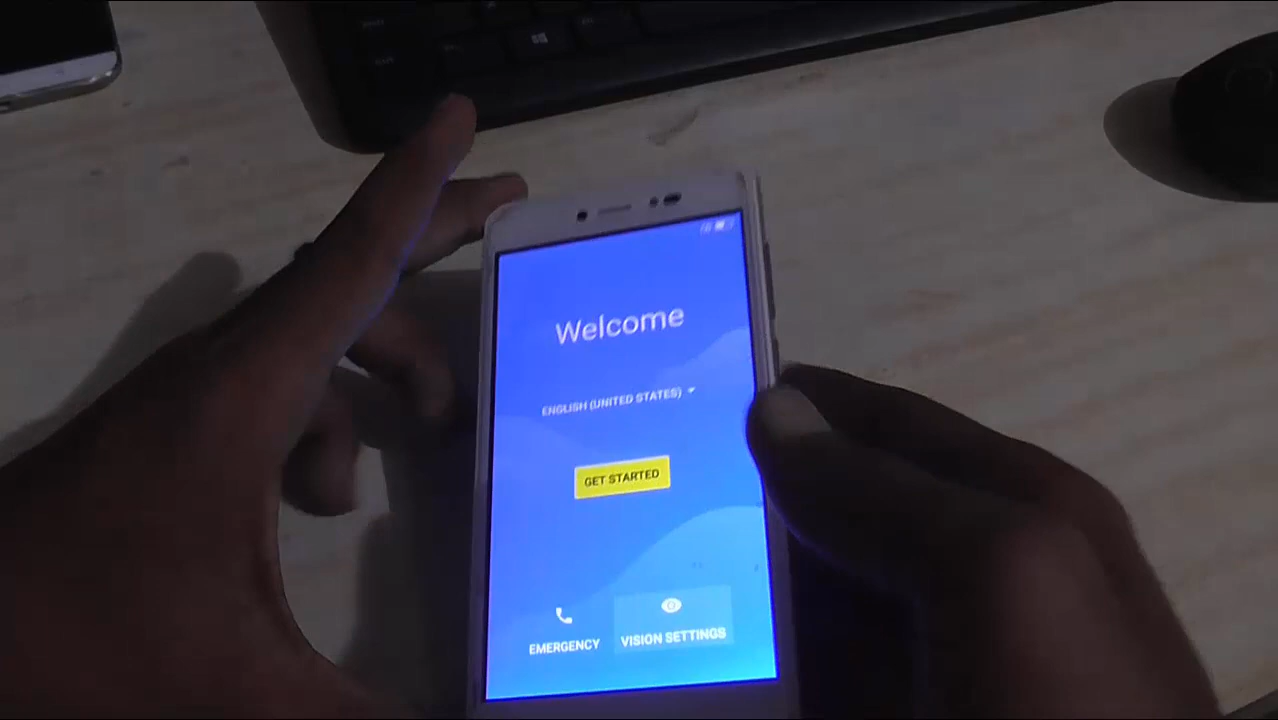 Welcome
ENGLISH (UNITED STATES)
GET STARTED
EMERGENCY
VISION SETTINGS